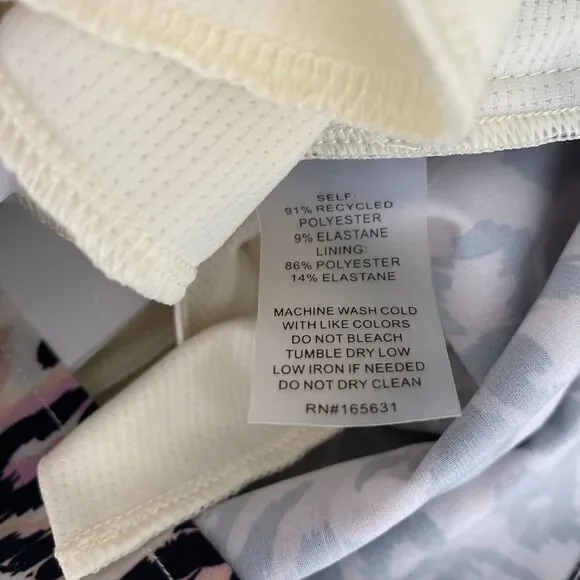 SELF:
91% RECYCLED
POLYESTER
9% ELASTANE
LINING:
86% POLYESTER
14% ELASTANE
MACHINE WASH COLD
WITH LIKE COLORS
DO NOT BLEACH
TUMBLE DRY LOW
LOW IRON IF NEEDED
DO NOT DRY CLEAN
RN#165631